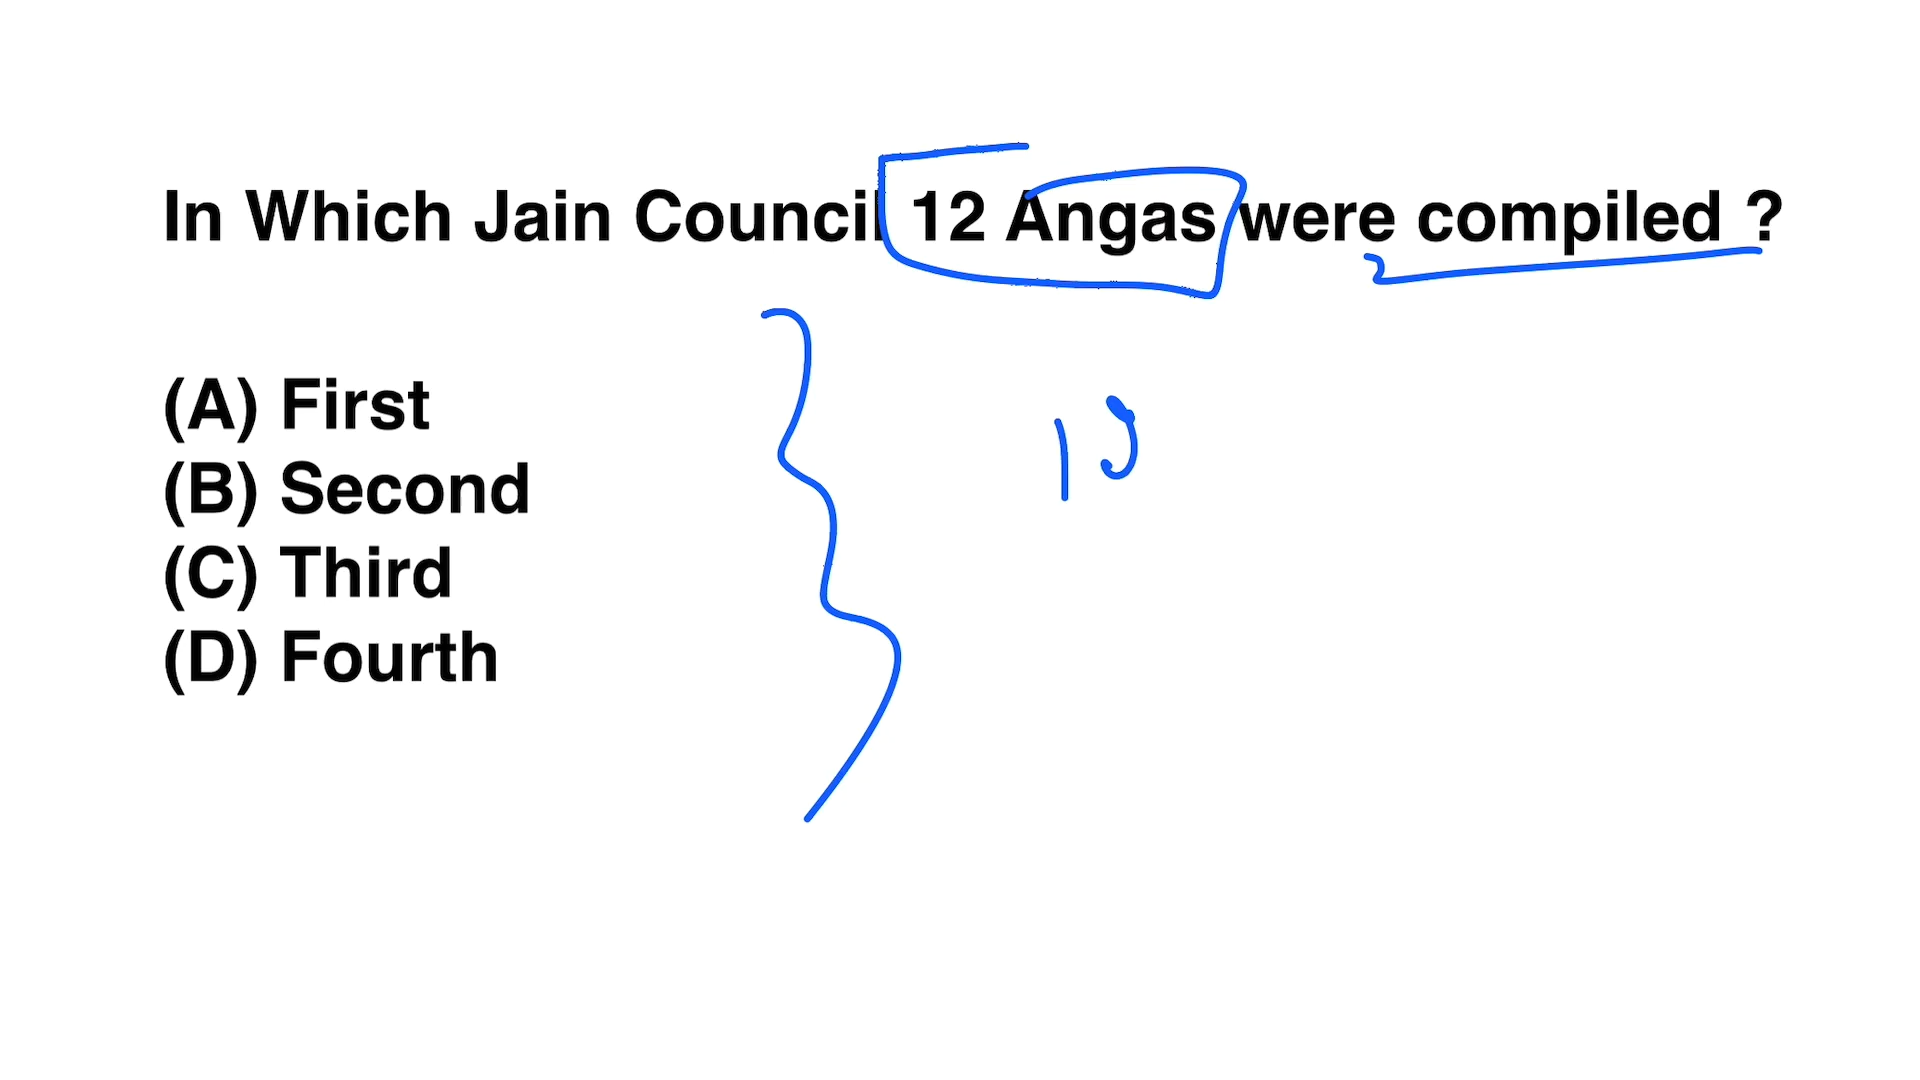 In Which Jain Council 12 Angas were compiled ?
(A) First
(B) Second
(C) Third
(D) Fourth